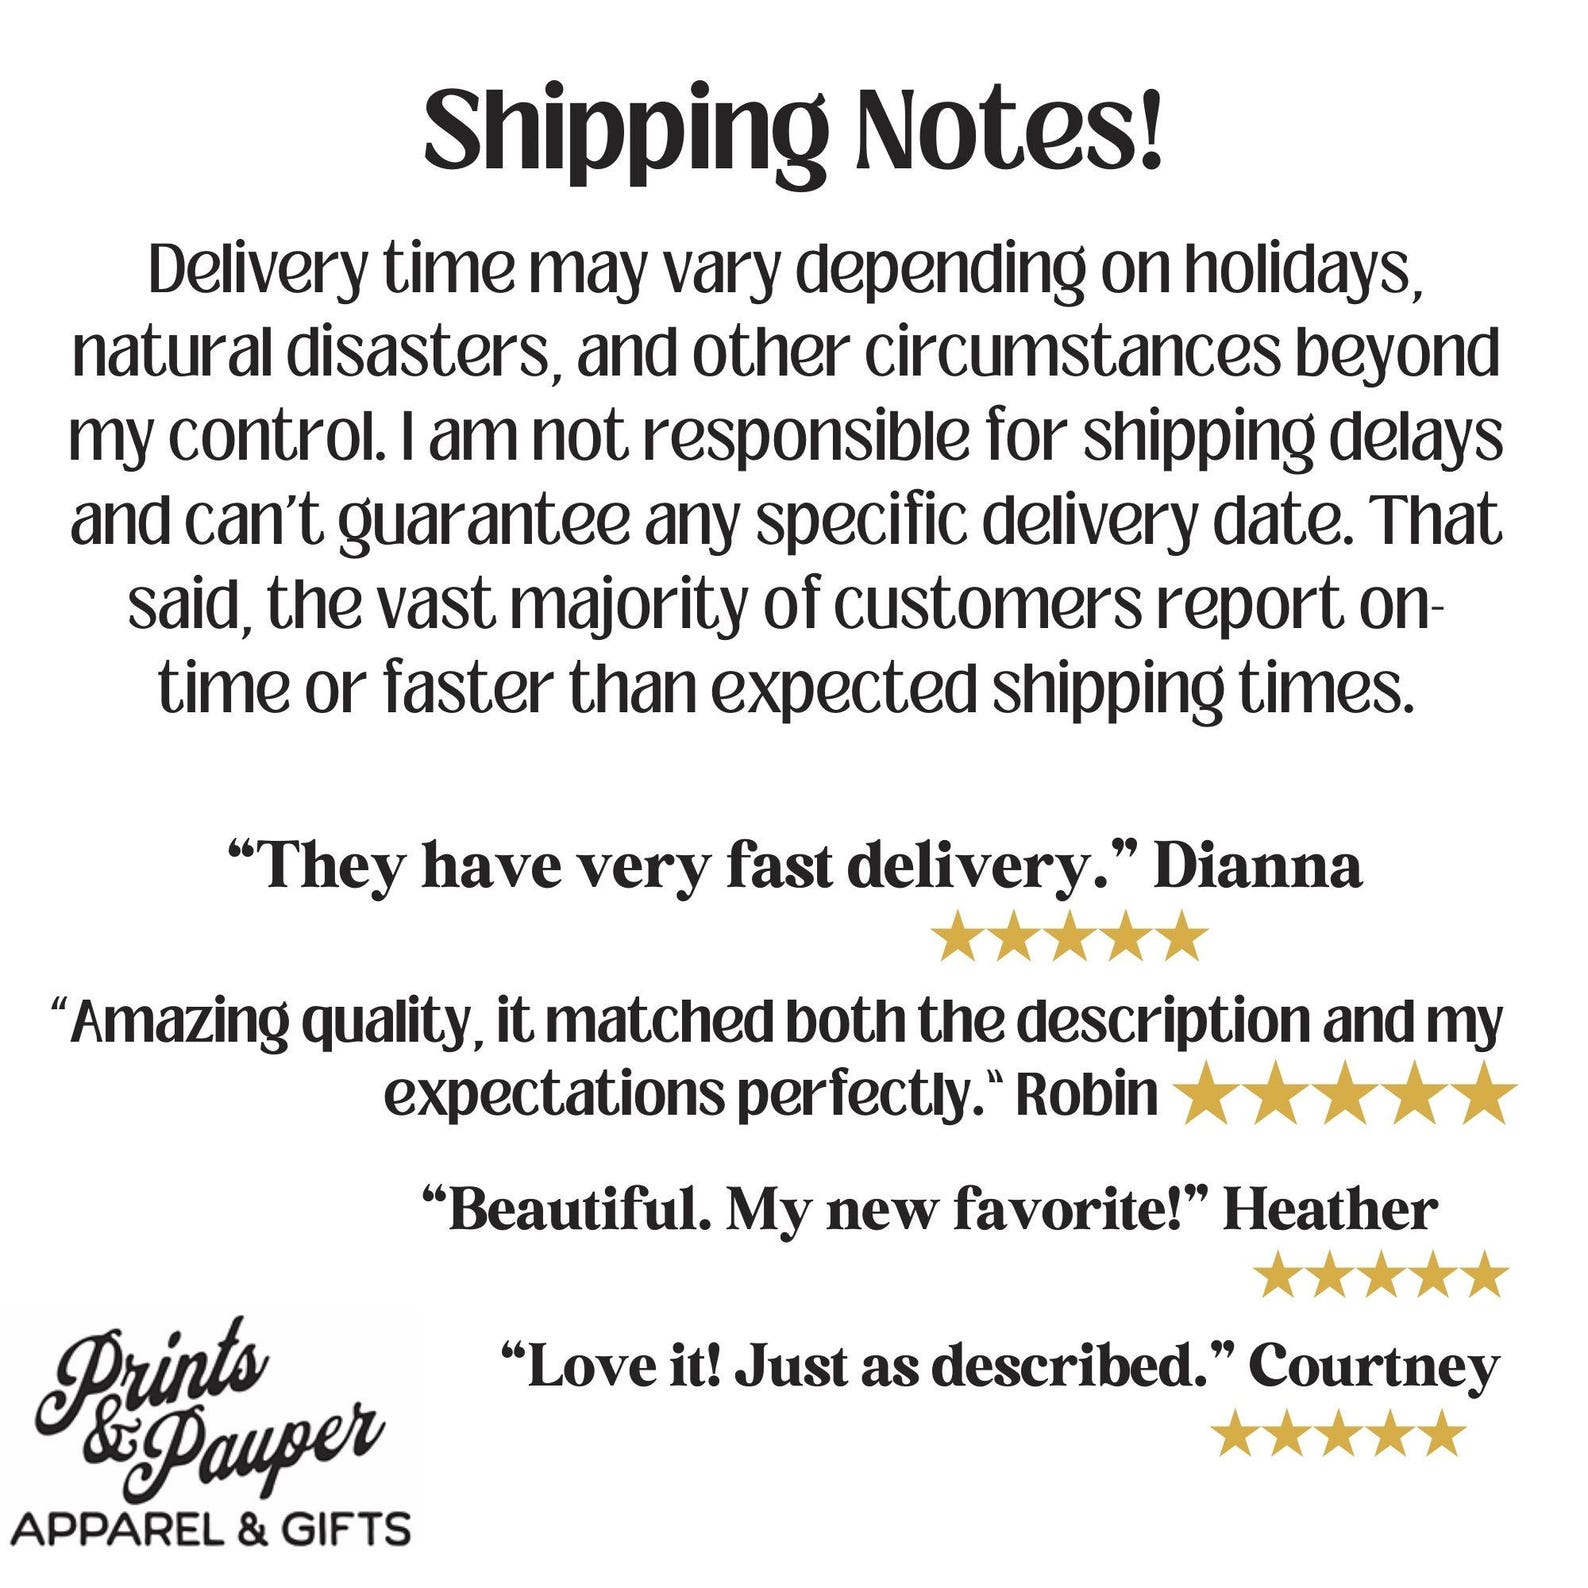 Shipping Notes!
Delivery time may vary depending on holidays,
natural disasters, and other circumstances beyond
my control. I am not responsible for shipping delays
and can’t guarantee any specific delivery date. That
said, the vast majority of customers report on-
time or faster than expected shipping times.
“They have very fast delivery.” Dianna
“Amazing quality, it matched both the description and my
expectations perfectly.“ Robin
“Beautiful. My new favorite!” Heather
“Love it! Just as described.” Courtney
Prints
& Pauper
APPAREL & GIFTS